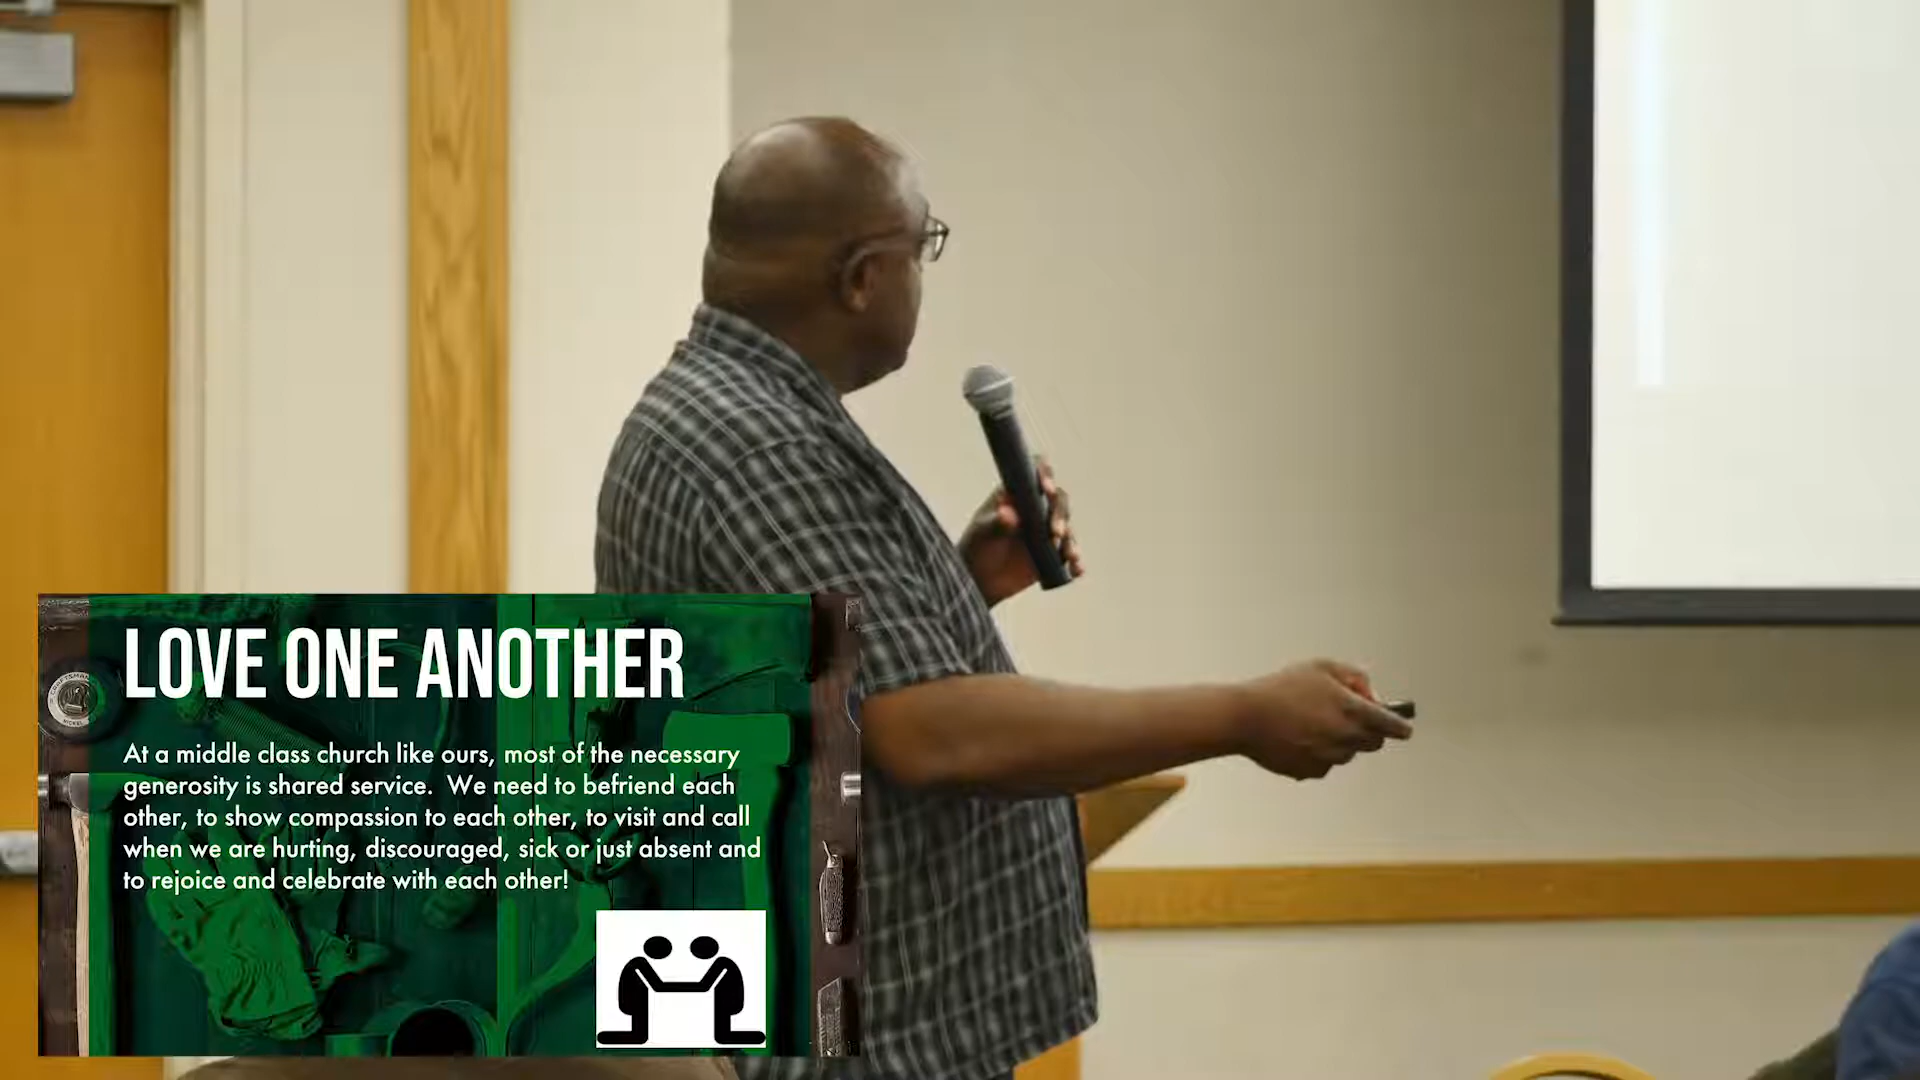 LOVE ONE ANOTHER
At a middle class church like ours, most of the necessary
generosity is shared service.  We need to befriend each
other, to show compassion to each other, to visit and call
when we are hurting, discouraged, sick or just absent and
to rejoice and celebrate with each other!